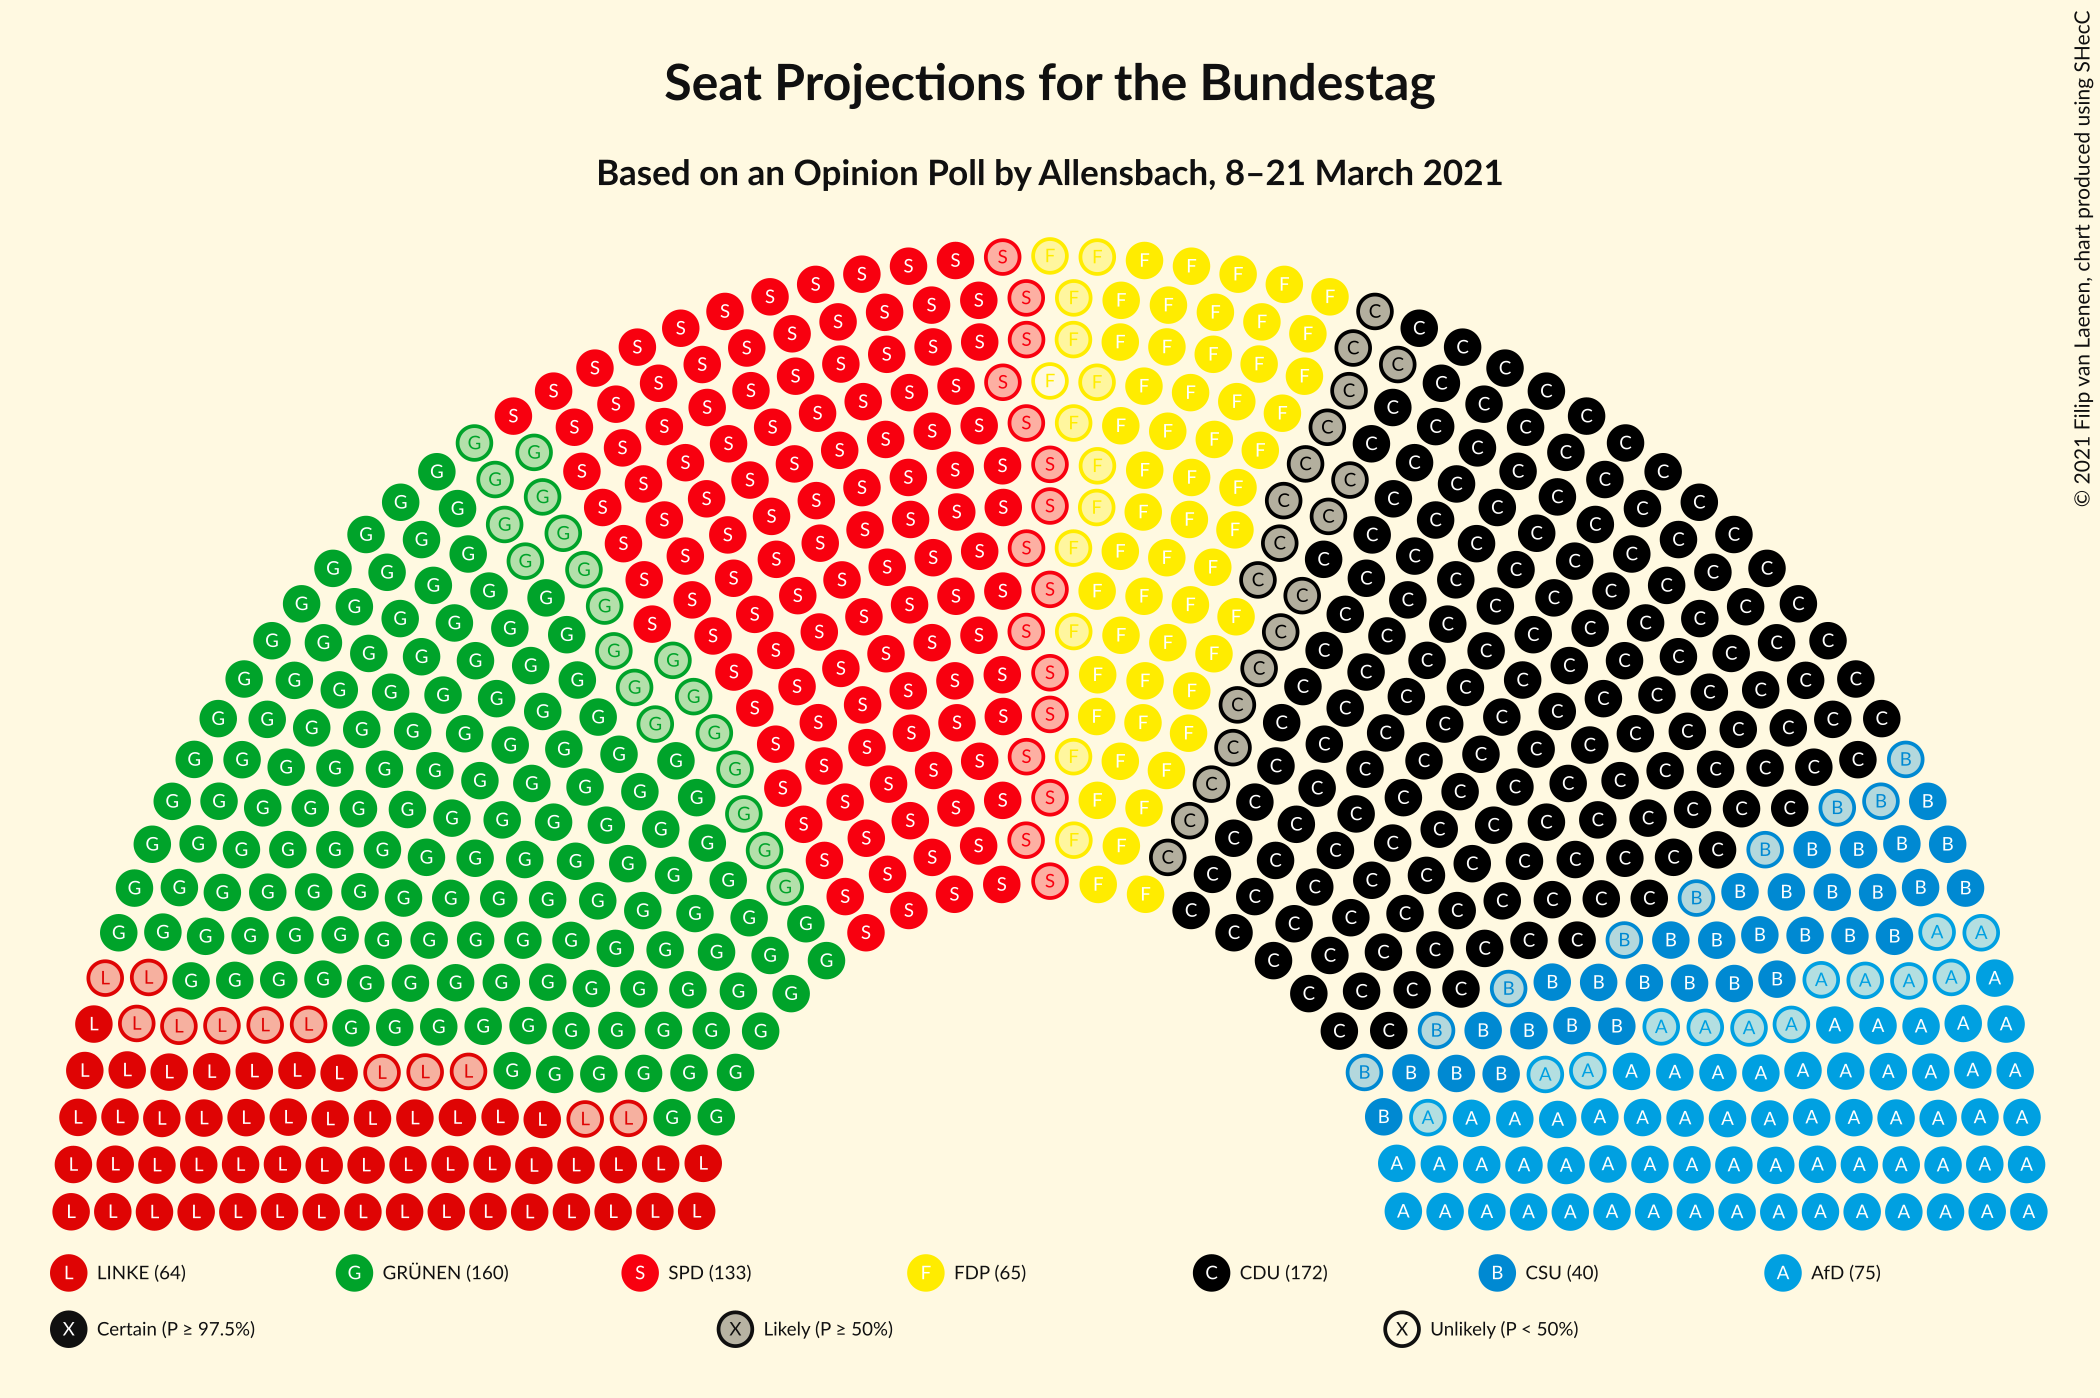 Seat Projections for the Bundestag
Based on an Opinion Poll by Allensbach, 8–21 March 2021
© 2021 Filip van Laenen, chart produced using SHecC
L LINKE (64) G GRÜNEN (160) S SPD (133) F FDP (65) C CDU (172) B CSU (40) A AfD (75)
X Certain (P ≥ 97.5%) X Likely (P ≥ 50%) X Unlikely (P < 50%)